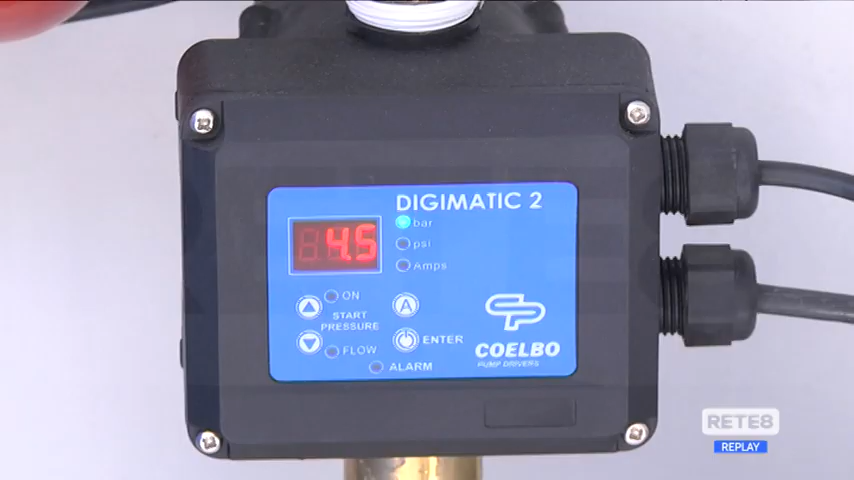 DIGIMATIC 2
4.5
bar
psi
Amps
ON
A
START
PRESSURE
ENTER
FLOW
ALARM
COELBO
PUMP DRIVERS
RETE8
REPLAY